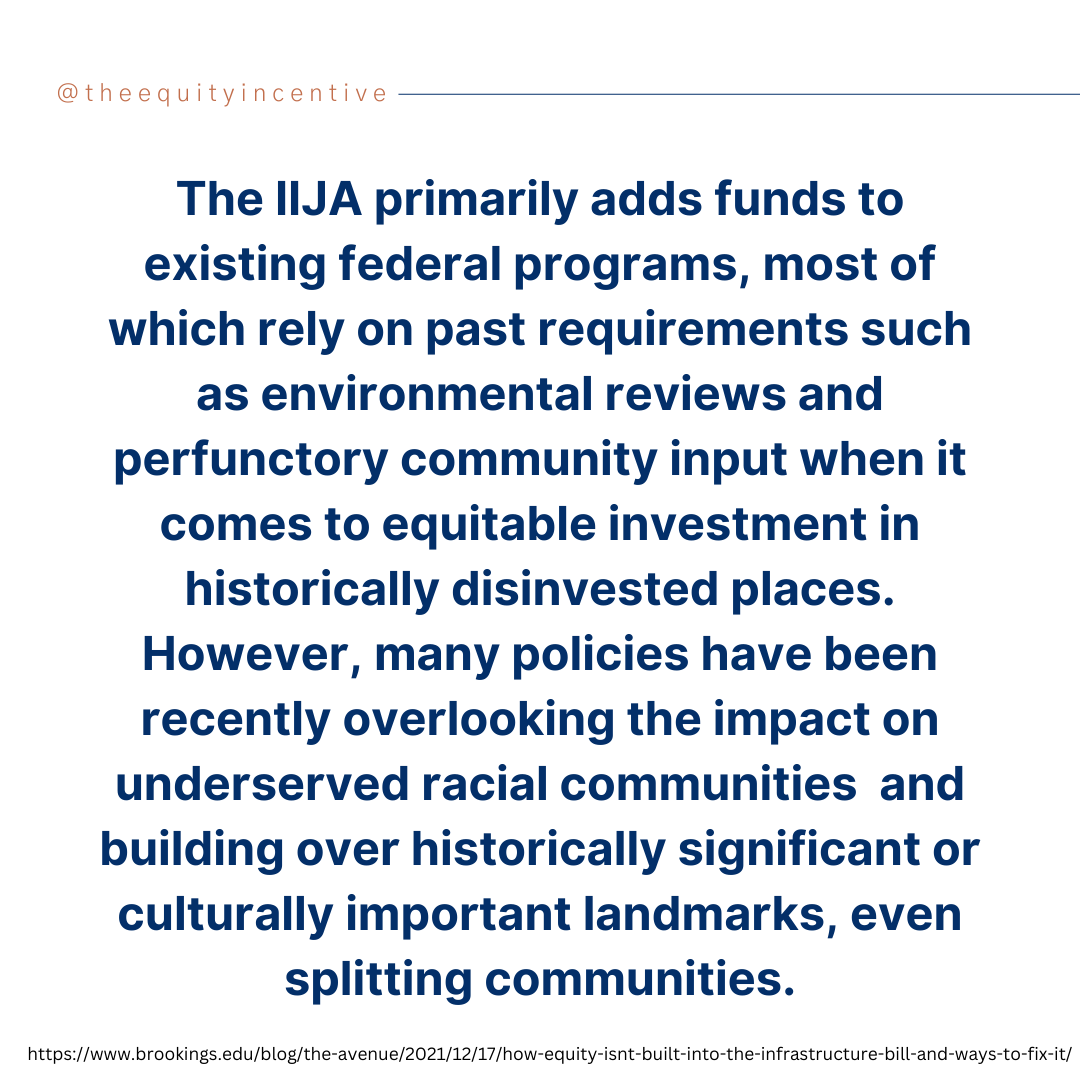 @theequityincentive
The IIJA primarily adds funds to
existing federal programs, most of
which rely on past requirements such
as environmental reviews and
perfunctory community input when it
comes to equitable investment in
historically disinvested places.
However, many policies have been
recently overlooking the impact on
underserved racial communities  and
building over historically significant or
culturally important landmarks, even
splitting communities.
https://www.brookings.edu/blog/the-avenue/2021/12/17/how-equity-isnt-built-into-the-infrastructure-bill-and-ways-to-fix-it/